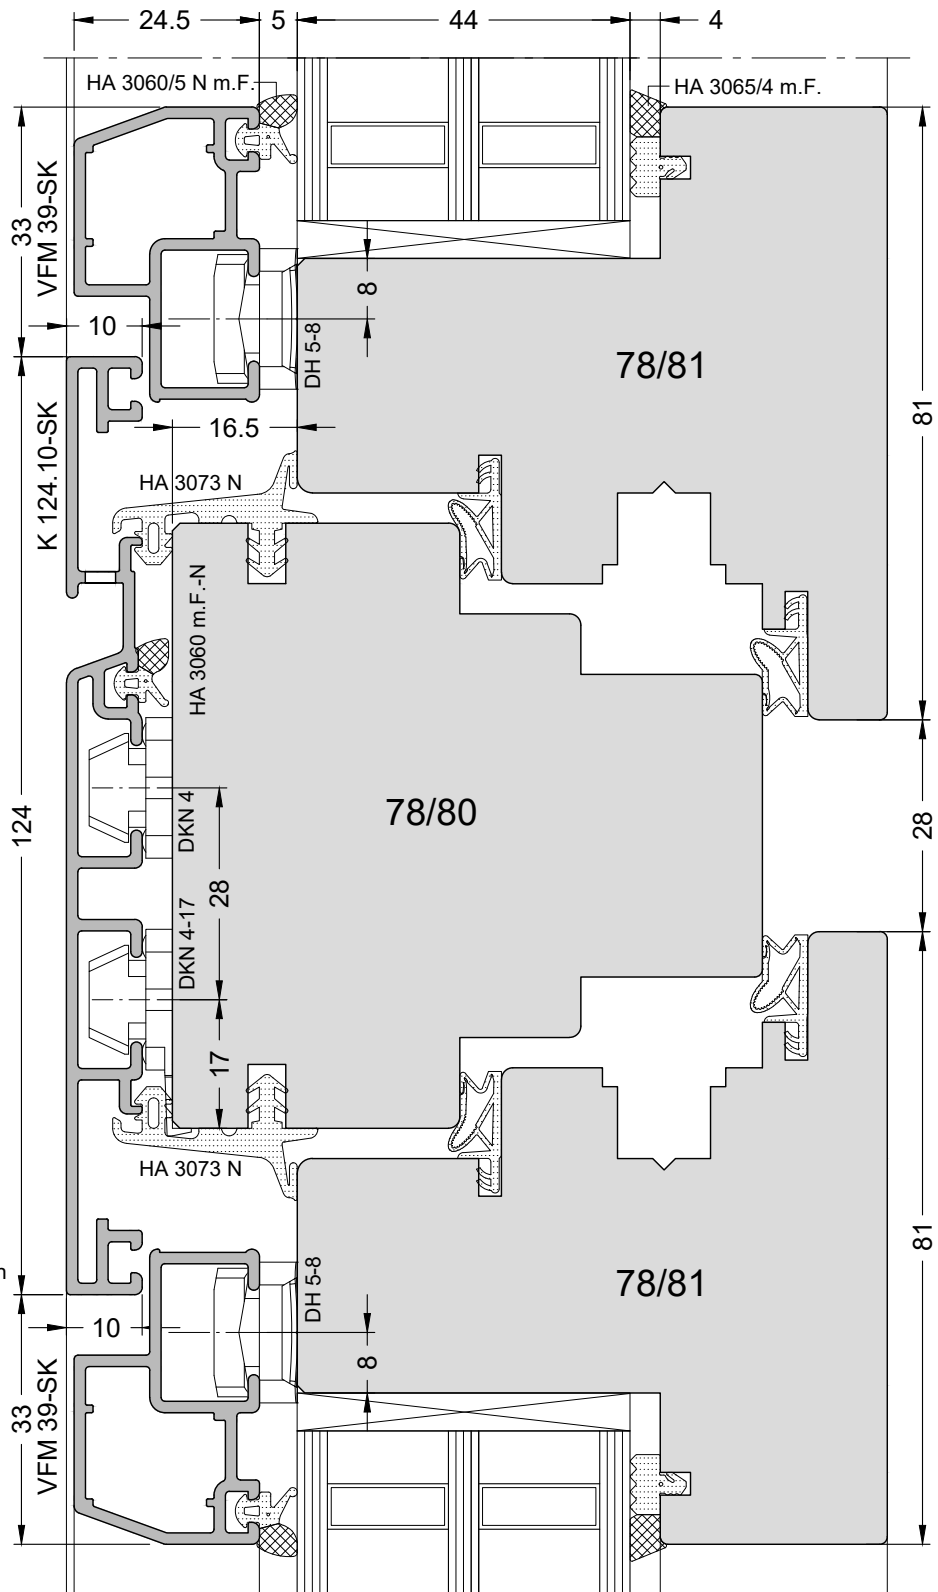 24.5
5
44
4
HA 3060/5 N m.F.
HA 3065/4 m.F.
33
VFM 39-SK
8
10
DH 5-8
78/81
81
16.5
K 124.10-SK
HA 3073 N
HA 3060 m.F.-N
78/80
124
DKN 4
28
28
DKN 4-17
17
HA 3073 N
81
DH 5-8
78/81
10
8
33
VFM 39-SK